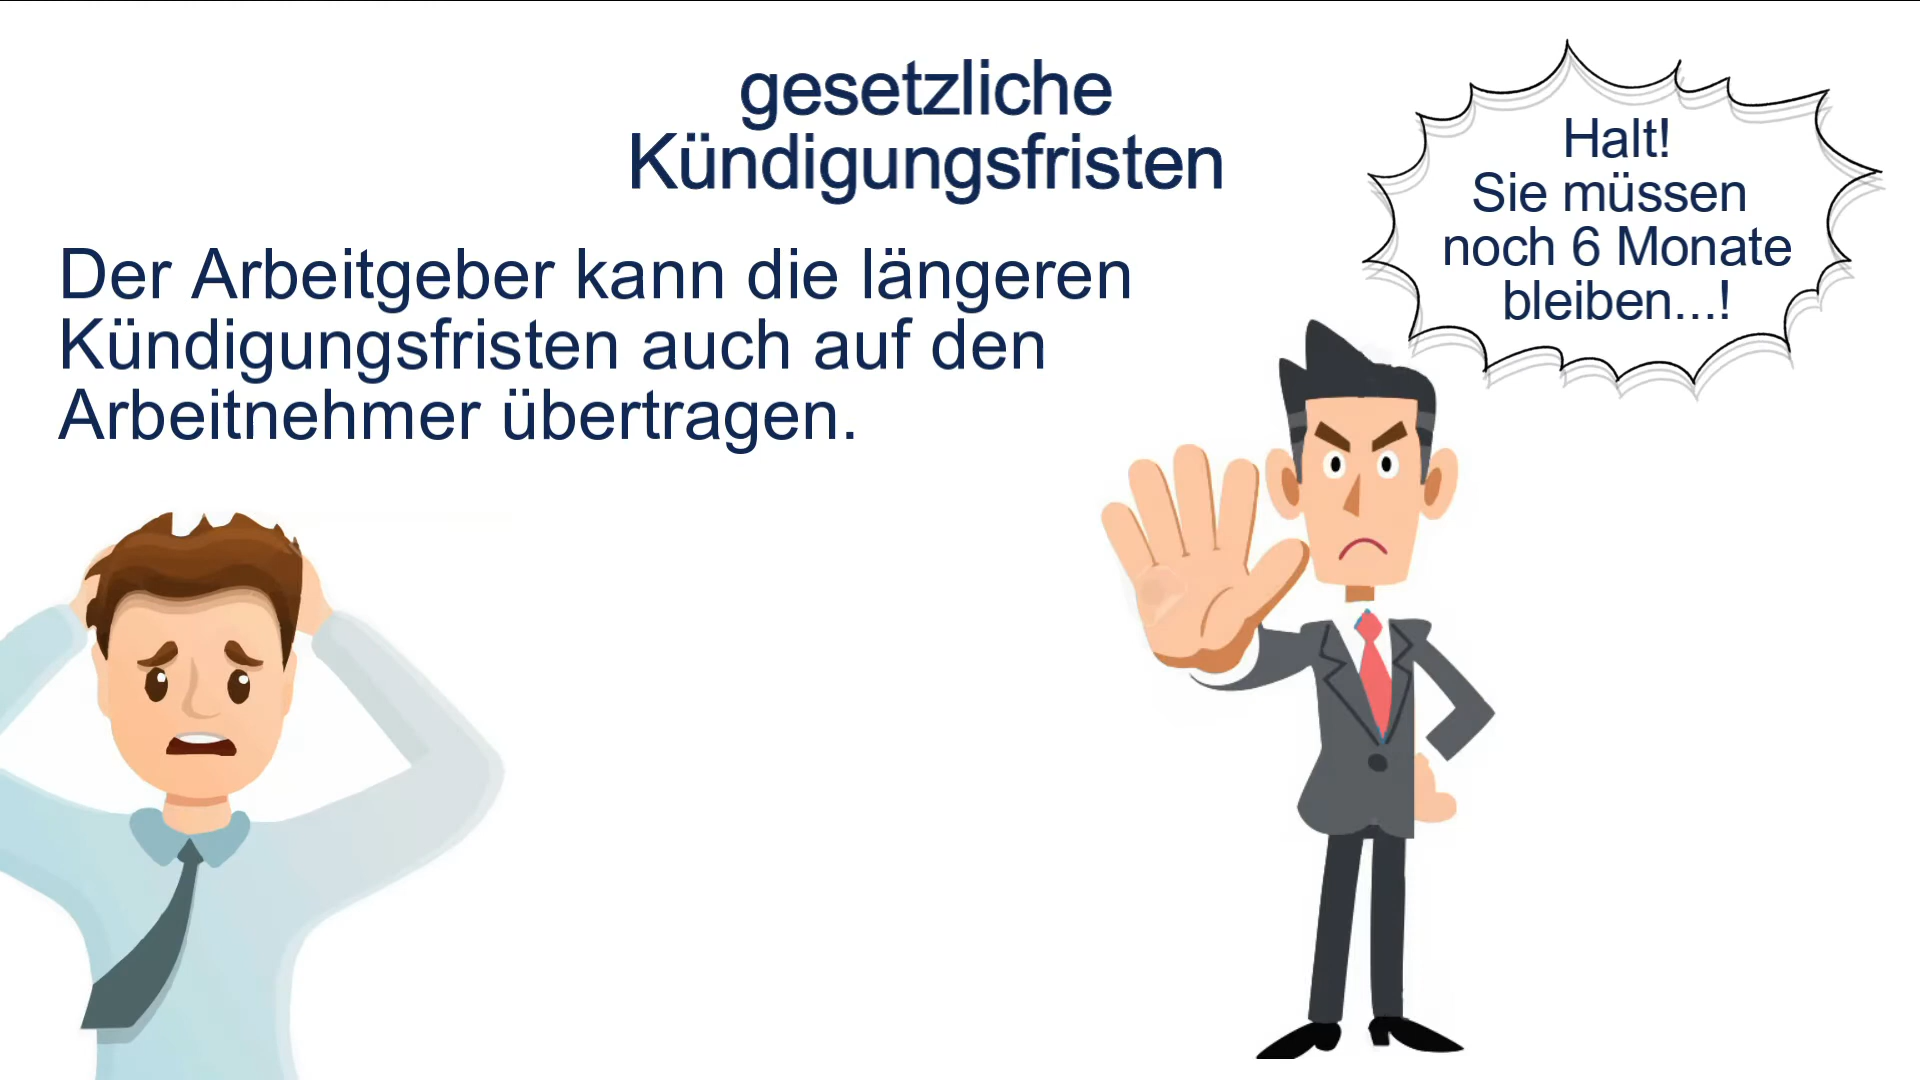 gesetzliche
Kündigungsfristen
Der Arbeitgeber kann die längeren
Kündigungsfristen auch auf den
Arbeitnehmer übertragen.
Halt!
Sie müssen
noch 6 Monate
bleiben...!